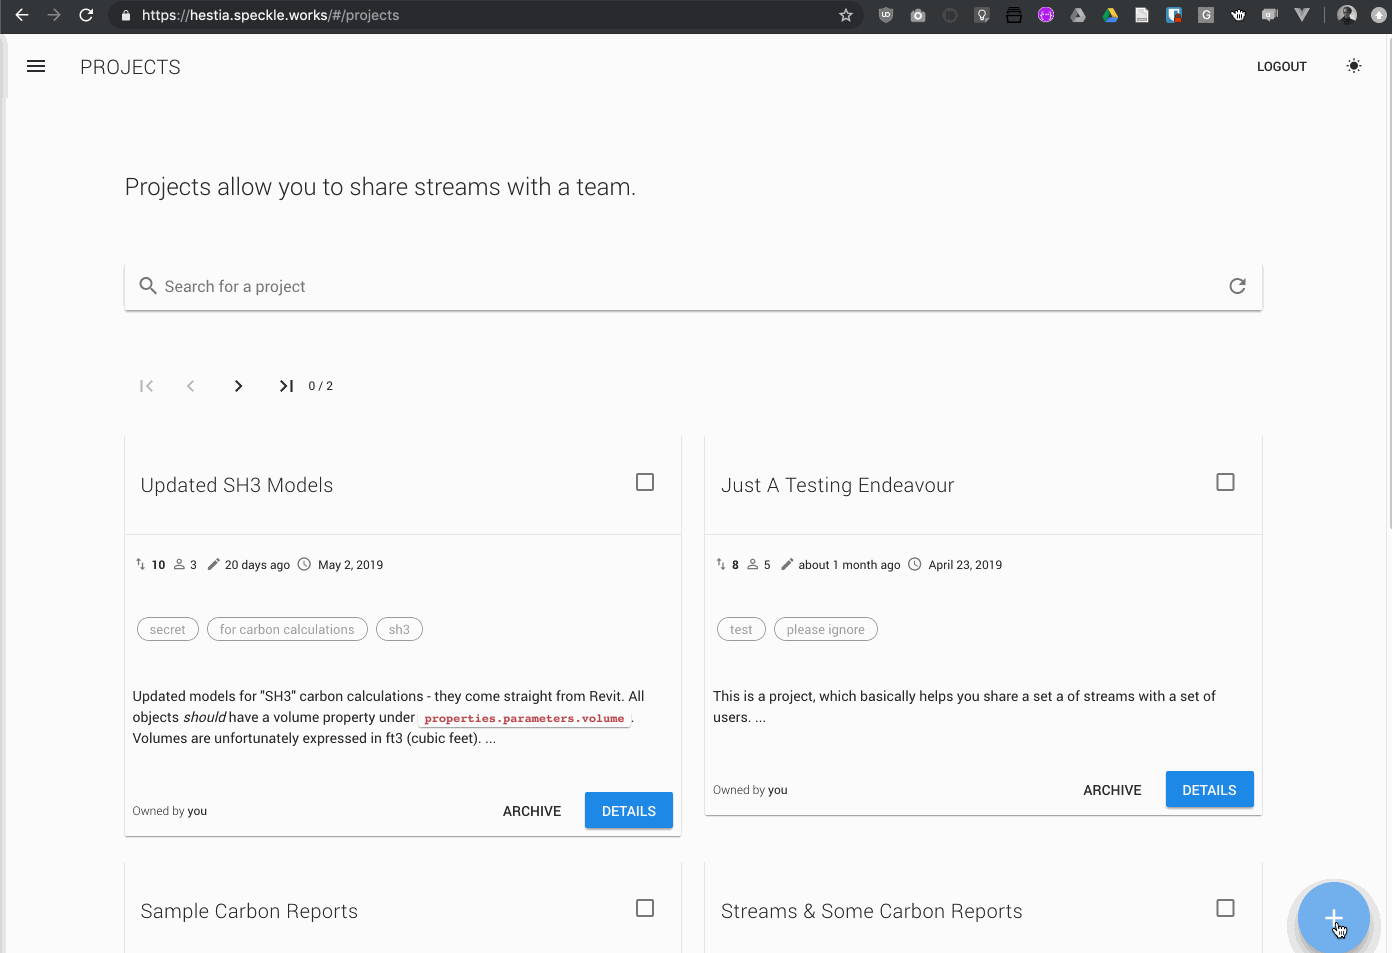 https://hestia.speckle.works/#/projects
PROJECTS
LOGOUT
Projects allow you to share streams with a team.
Search for a project
0 / 2
Updated SH3 Models
10 3 20 days ago May 2, 2019
secret for carbon calculations sh3
Updated models for "SH3" carbon calculations - they come straight from Revit. All
objects should have a volume property under properties.parameters.volume .
Volumes are unfortunately expressed in ft3 (cubic feet). ...
Owned by you ARCHIVE DETAILS
Just A Testing Endeavour
8 5 about 1 month ago April 23, 2019
test please ignore
This is a project, which basically helps you share a set a of streams with a set of
users. ...
Owned by you ARCHIVE DETAILS
Sample Carbon Reports
Streams & Some Carbon Reports